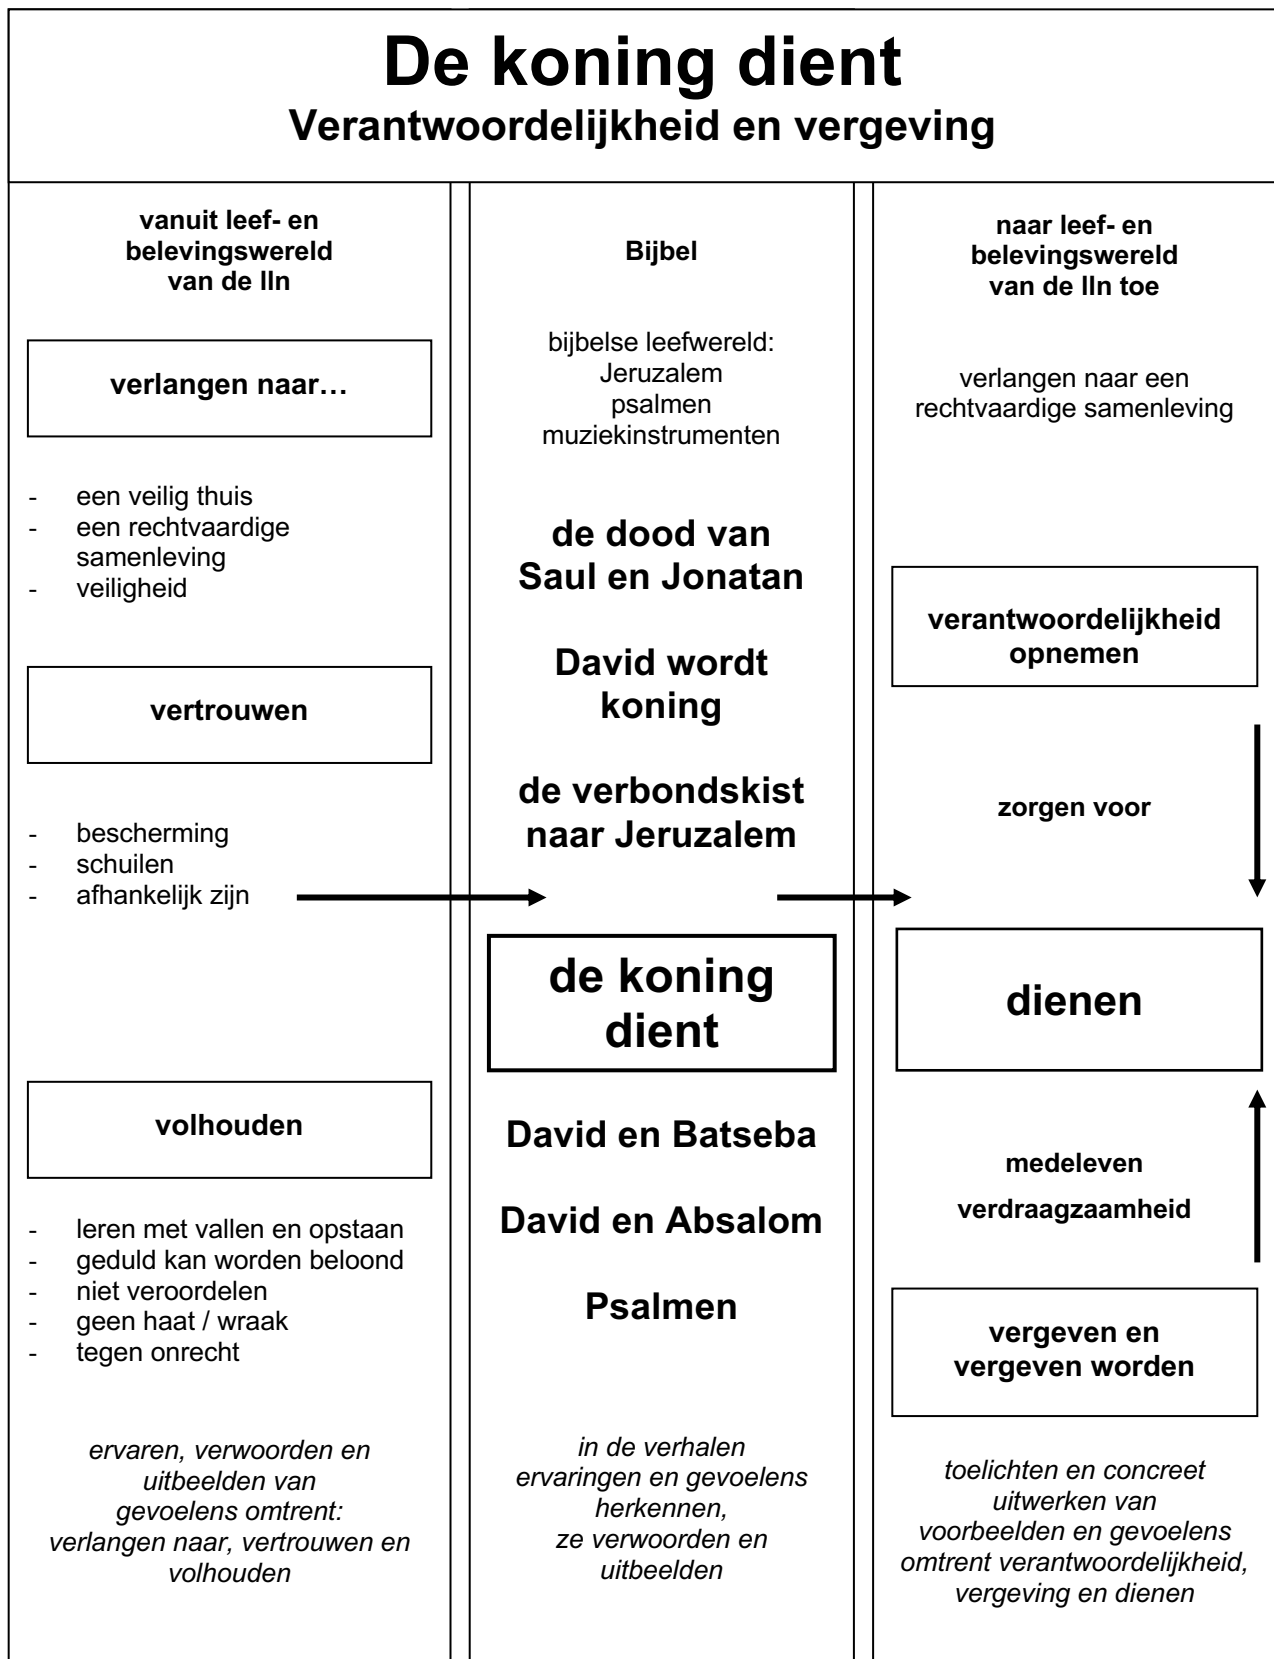 De koning dient
Verantwoordelijkheid en vergeving
vanuit leef- en
belevingswereld
van de lln
verlangen naar…
- een veilig thuis
- een rechtvaardige
samenleving
- veiligheid
vertrouwen
- bescherming
- schuilen
- afhankelijk zijn
volhouden
- leren met vallen en opstaan
- geduld kan worden beloond
- niet veroordelen
- geen haat / wraak
- tegen onrecht
ervaren, verwoorden en
uitbeelden van
gevoelens omtrent:
verlangen naar, vertrouwen en
volhouden
Bijbel
bijbelse leefwereld:
Jeruzalem
psalmen
muziekinstrumenten
de dood van
Saul en Jonatan
David wordt
koning
de verbondskist
naar Jeruzalem
de koning
dient
David en Batseba
David en Absalom
Psalmen
in de verhalen
ervaringen en gevoelens
herkennen,
ze verwoorden en
uitbeelden
naar leef- en
belevingswereld
van de lln toe
verlangen naar een
rechtvaardige samenleving
verantwoordelijkheid
opnemen
zorgen voor
dienen
medeleven
verdraagzaamheid
vergeven en
vergeven worden
toelichten en concreet
uitwerken van
voorbeelden en gevoelens
omtrent verantwoordelijkheid,
vergeving en dienen